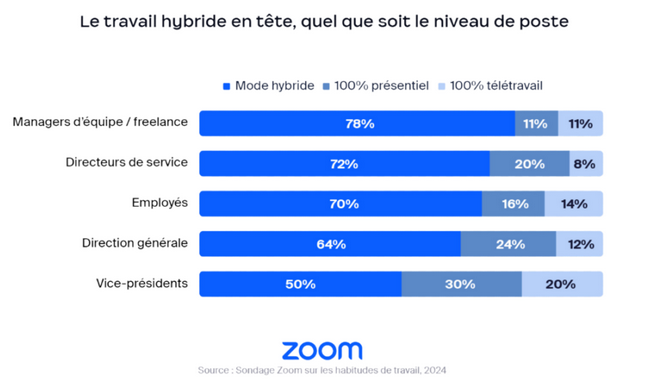 Le travail hybride en tête, quel que soit le niveau de poste
Mode hybride 100% présentiel 100% télétravail
Managers d'équipe / freelance 78% 11% 11%
Directeurs de service 72% 20% 8%
Employés 70% 16% 14%
Direction générale 64% 24% 12%
Vice-présidents 50% 30% 20%
zoom
Source : Sondage Zoom sur les habitudes de travail, 2024